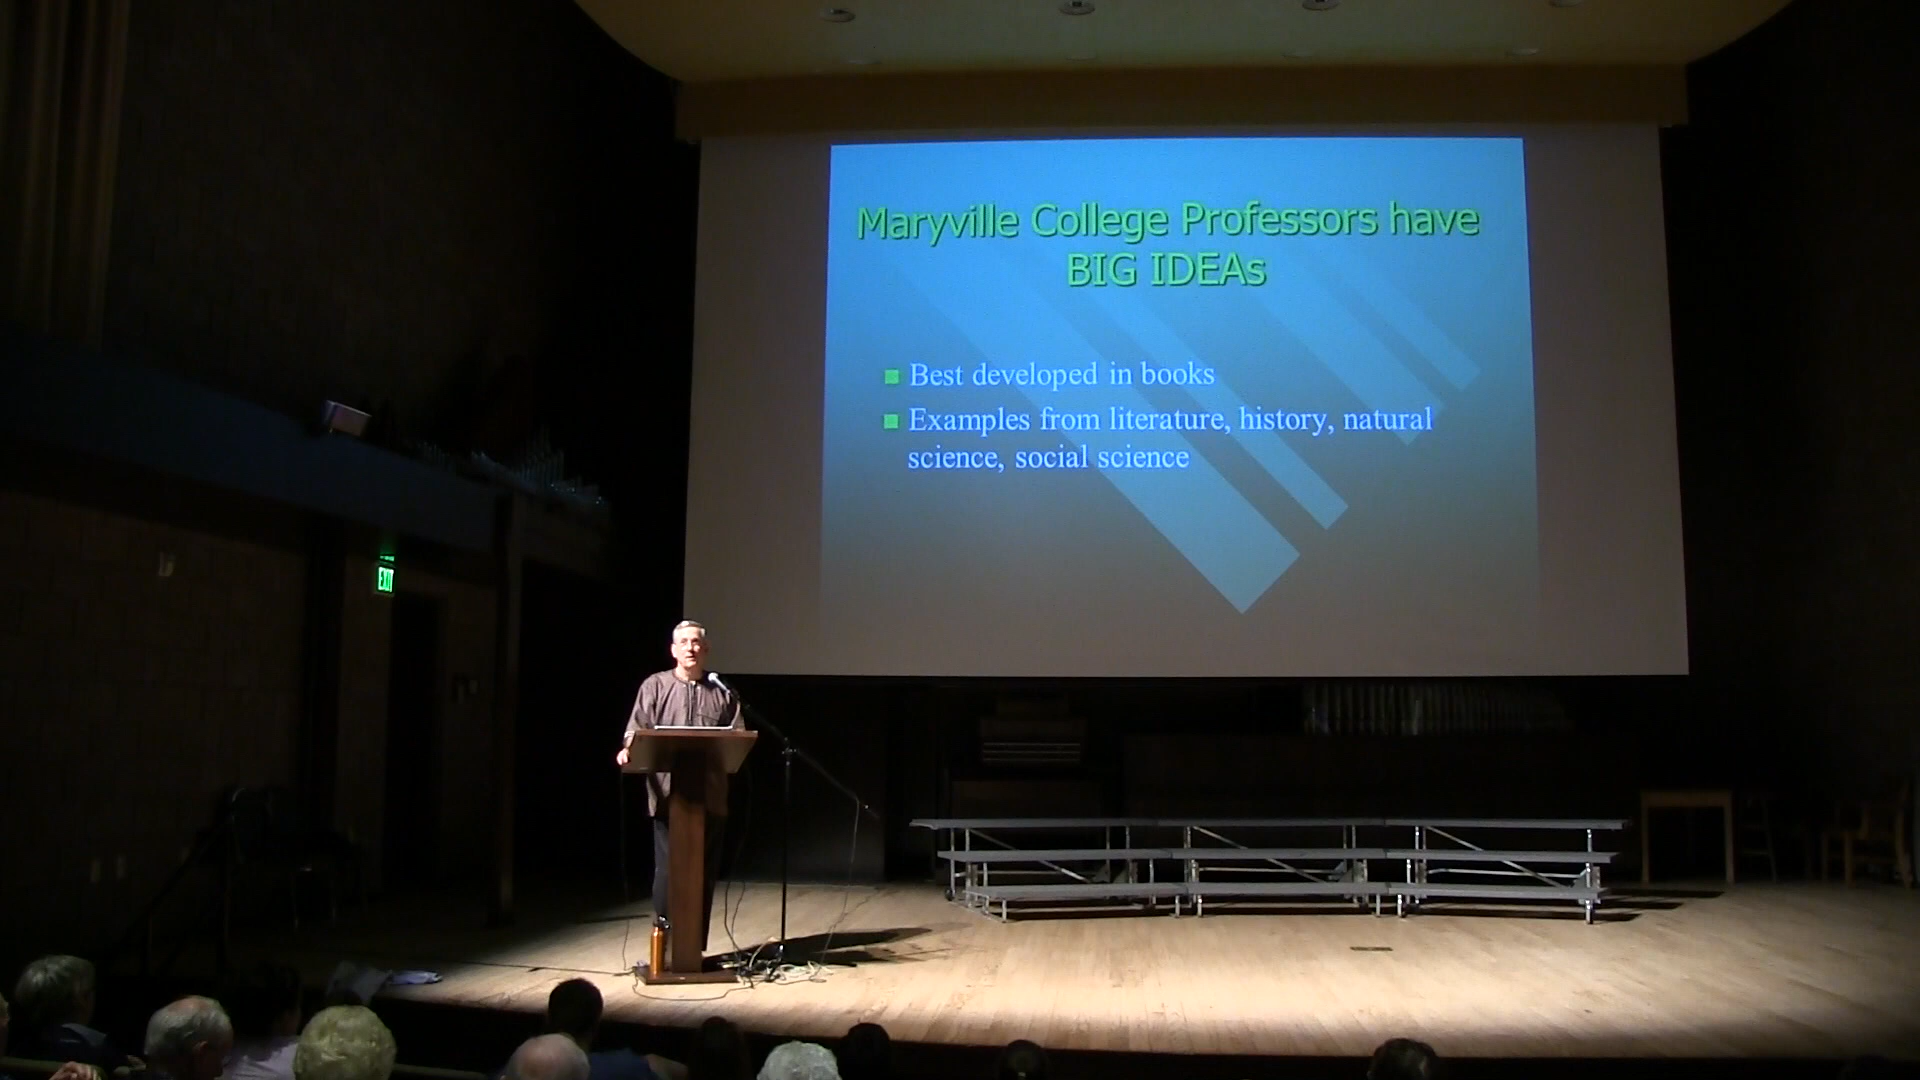 Maryville College Professors have
BIG IDEAs
Best developed in books
Examples from literature, history, natural
science, social science
EXIT